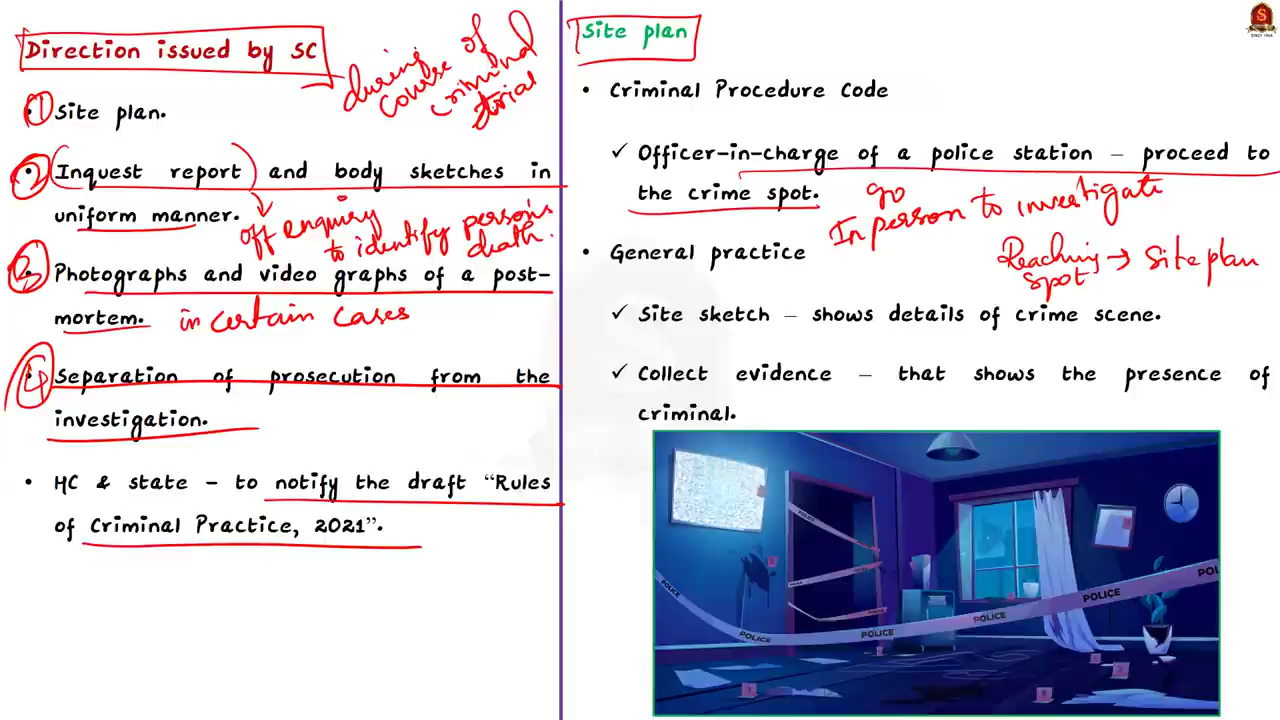 Direction issued by SC
during
course of
criminal
trial
① Site plan.
② (Inquest report) and body sketches in
uniform manner.
off enquiry
to identify person's
death.
③ Photographs and video graphs of a post-
mortem. in certain cases
④ Separation of prosecution from the
investigation.
• HC & state – to notify the draft “Rules
of Criminal Practice, 2021”.
Site plan
• Criminal Procedure Code
✓ Officer-in-charge of a police station – proceed to
the crime spot.
go
In person to investigate
• General practice
Reaching → Site plan
spot
✓ Site sketch – shows details of crime scene.
✓ Collect evidence – that shows the presence of
criminal.
POLICE
POLICE
POLICE
POLICE
S